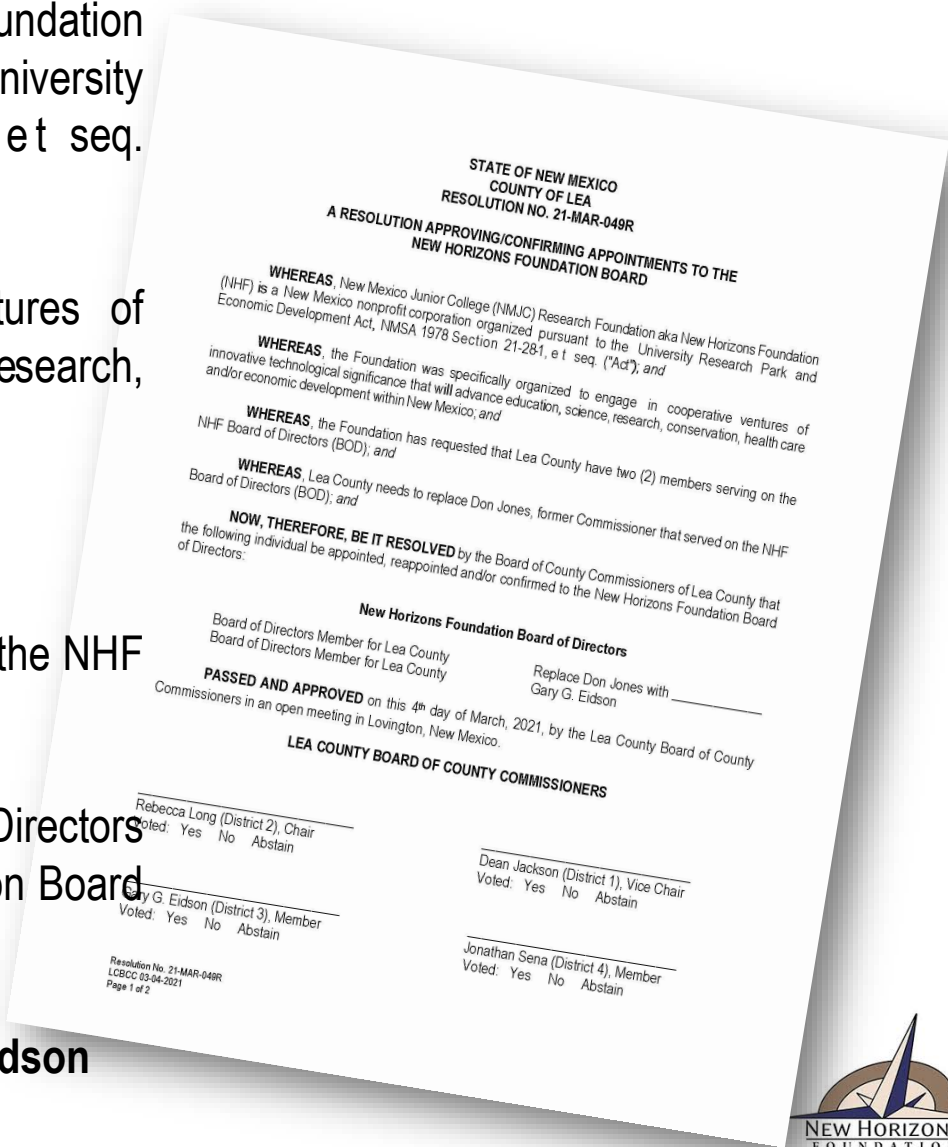 undation
niversity
et seq.
tures of
esearch,
the NHF
Directors
on Board
dson
STATE OF NEW MEXICO
COUNTY OF LEA
RESOLUTION NO. 21-MAR-049R
A RESOLUTION APPROVING/CONFIRMING APPOINTMENTS TO THE
NEW HORIZONS FOUNDATION BOARD
WHEREAS, New Mexico Junior College (NMJC) Research Foundation aka New Horizons Foundation
(NHF) is a New Mexico nonprofit corporation organized pursuant to the University Research Park and
Economic Development Act, NMSA 1978 Section 21-28-1, et seq. ("Act"); and
WHEREAS, the Foundation was specifically organized to engage in cooperative ventures of
innovative technological significance that will advance education, science, research, conservation, health care
and/or economic development within New Mexico; and
WHEREAS, the Foundation has requested that Lea County have two (2) members serving on the
NHF Board of Directors (BOD); and
WHEREAS, Lea County needs to replace Don Jones, former Commissioner that served on the NHF
Board of Directors (BOD); and
NOW, THEREFORE, BE IT RESOLVED by the Board of County Commissioners of Lea County that
the following individual be appointed, reappointed and/or confirmed to the New Horizons Foundation Board
of Directors:
New Horizons Foundation Board of Directors
Board of Directors Member for Lea County Replace Don Jones with ____________
Board of Directors Member for Lea County Gary G. Eidson
PASSED AND APPROVED on this 4th day of March, 2021, by the Lea County Board of County
Commissioners in an open meeting in Lovington, New Mexico.
LEA COUNTY BOARD OF COUNTY COMMISSIONERS
Rebecca Long (District 2), Chair
Voted: Yes No Abstain
Dean Jackson (District 1), Vice Chair
Voted: Yes No Abstain
Gary G. Eidson (District 3), Member
Voted: Yes No Abstain
Jonathan Sena (District 4), Member
Voted: Yes No Abstain
Resolution No. 21-MAR-049R
LCBCC 03-04-2021
Page 1 of 2
NEW HORIZON
FOUNDATIO